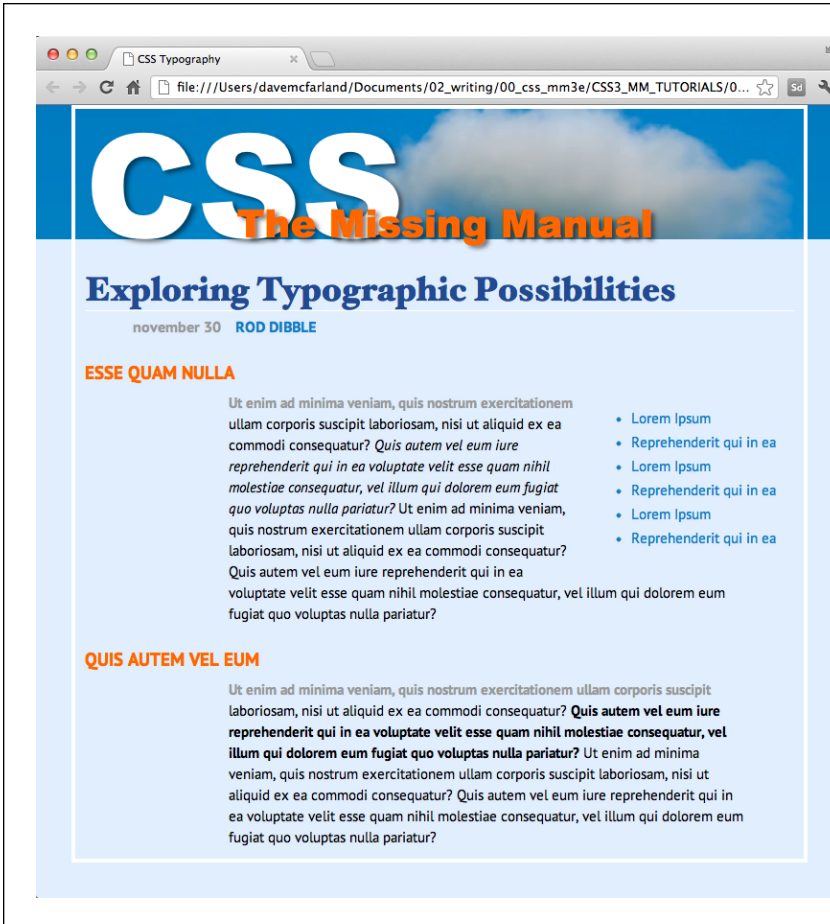 CSS Typography
file:///Users/davemcfarland/Documents/02_writing/00_css_mm3e/CSS3_MM_TUTORIALS/0...
Sd
CSS
The Missing Manual
Exploring Typographic Possibilities
november 30 ROD DIBBLE
ESSE QUAM NULLA
Ut enim ad minima veniam, quis nostrum exercitationem
ullam corporis suscipit laboriosam, nisi ut aliquid ex ea
commodi consequatur? Quis autem vel eum iure
reprehenderit qui in ea voluptate velit esse quam nihil
molestiae consequatur, vel illum qui dolorem eum fugiat
quo voluptas nulla pariatur? Ut enim ad minima veniam,
quis nostrum exercitationem ullam corporis suscipit
laboriosam, nisi ut aliquid ex ea commodi consequatur?
Quis autem vel eum iure reprehenderit qui in ea
voluptate velit esse quam nihil molestiae consequatur, vel illum qui dolorem eum
fugiat quo voluptas nulla pariatur?
• Lorem Ipsum
• Reprehenderit qui in ea
• Lorem Ipsum
• Reprehenderit qui in ea
• Lorem Ipsum
• Reprehenderit qui in ea
QUIS AUTEM VEL EUM
Ut enim ad minima veniam, quis nostrum exercitationem ullam corporis suscipit
laboriosam, nisi ut aliquid ex ea commodi consequatur? Quis autem vel eum iure
reprehenderit qui in ea voluptate velit esse quam nihil molestiae consequatur, vel
illum qui dolorem eum fugiat quo voluptas nulla pariatur? Ut enim ad minima
veniam, quis nostrum exercitationem ullam corporis suscipit laboriosam, nisi ut
aliquid ex ea commodi consequatur? Quis autem vel eum iure reprehenderit qui in
ea voluptate velit esse quam nihil molestiae consequatur, vel illum qui dolorem eum
fugiat quo voluptas nulla pariatur?